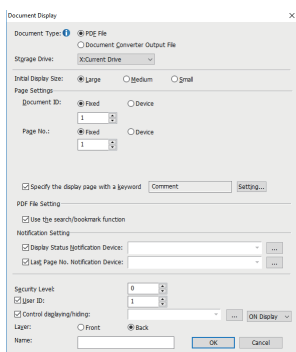 Document Display
Document Type: PDF File
Document Converter Output File
Storage Drive: X:Current Drive
Initial Display Size: Large Medium Small
Page Settings
Document ID: Fixed Device
1
Page No.: Fixed Device
1
Specify the display page with a keyword Comment Setting...
PDF File Setting
Use the search/bookmark function
Notification Setting
Display Status Notification Device: ...
Last Page No. Notification Device: ...
Security Level: 0
User ID: 1
Control displaying/hiding: ... ON Display
Layer: Front Back
Name: OK Cancel